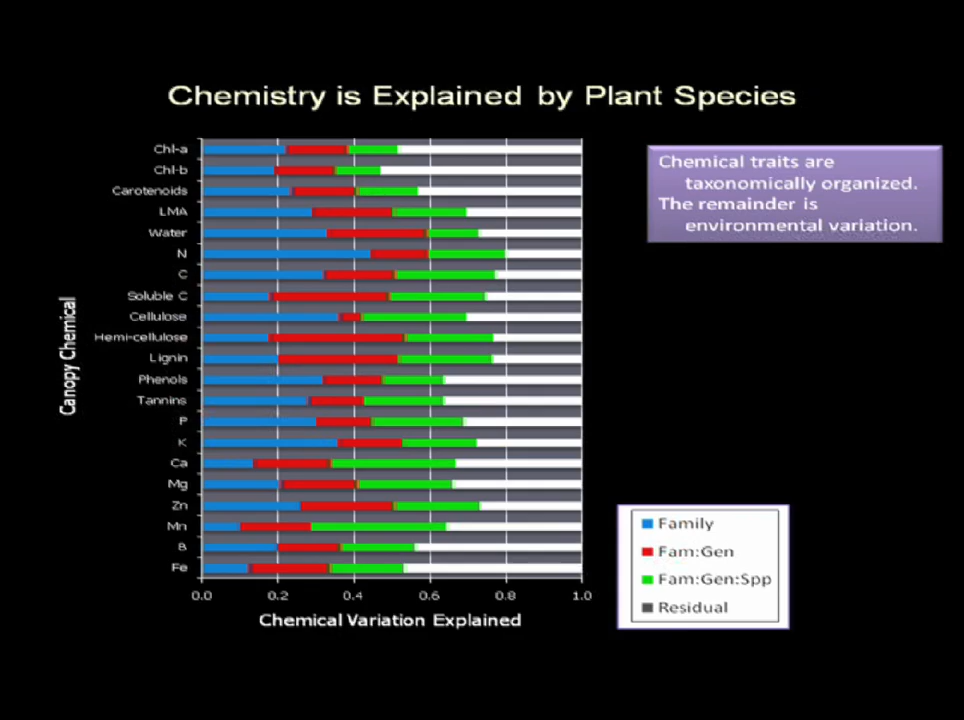 Chemistry is Explained by Plant Species
Chemical traits are
taxonomically organized.
The remainder is
environmental variation.
Canopy Chemical
Chl-a
Chl-b
Carotenoids
LMA
Water
N
C
Soluble C
Cellulose
Hemi-cellulose
Lignin
Phenols
Tannins
P
K
Ca
Mg
Zn
Mn
B
Fe
0.0 0.2 0.4 0.6 0.8 1.0
Chemical Variation Explained
Family
Fam:Gen
Fam:Gen:Spp
Residual